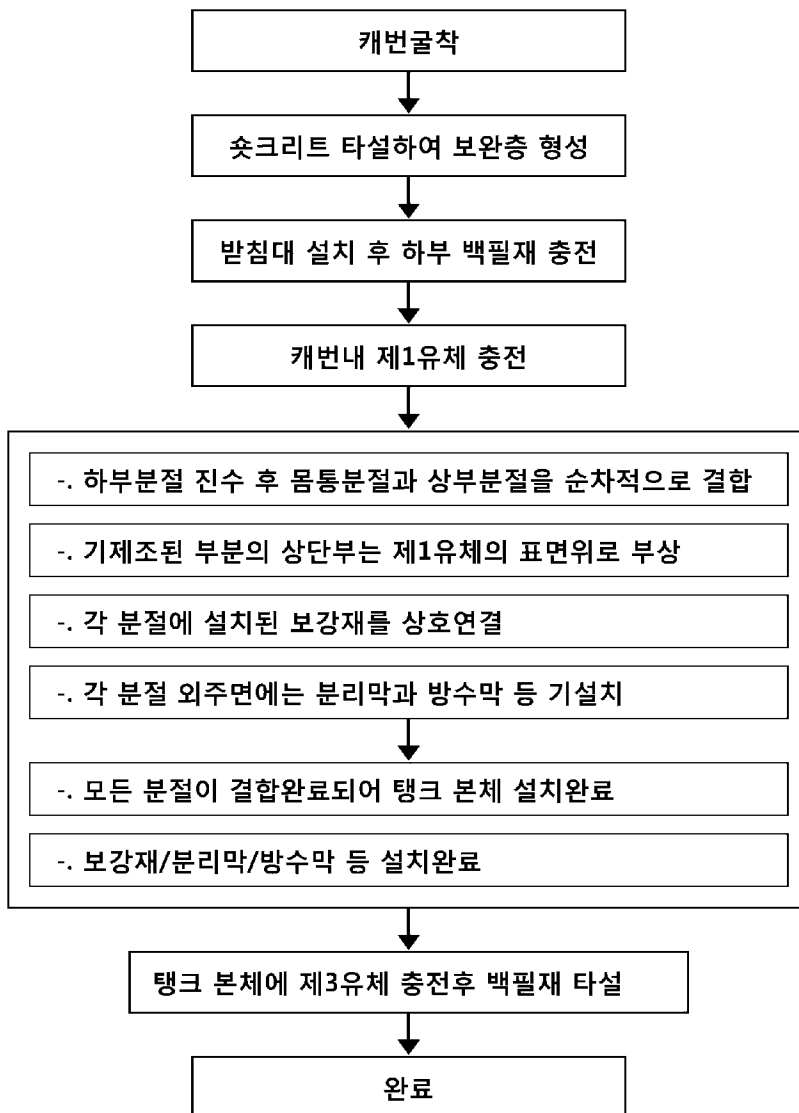 캐번굴착
숏크리트 타설하여 보완층 형성
받침대 설치 후 하부 백필재 충전
캐번내 제1유체 충전
-. 하부분절 진수 후 몸통분절과 상부분절을 순차적으로 결합
-. 기제조된 부분의 상단부는 제1유체의 표면위로 부상
-. 각 분절에 설치된 보강재를 상호연결
-. 각 분절 외주면에는 분리막과 방수막 등 기설치
-. 모든 분절이 결합완료되어 탱크 본체 설치완료
-. 보강재/분리막/방수막 등 설치완료
탱크 본체에 제3유체 충전후 백필재 타설
완료